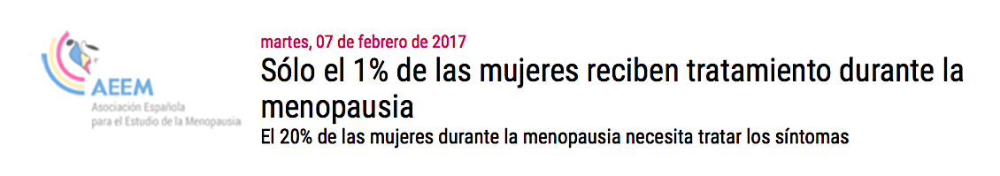 martes, 07 de febrero de 2017
Sólo el 1% de las mujeres reciben tratamiento durante la
menopausia
El 20% de las mujeres durante la menopausia necesita tratar los síntomas
AEEM
Asociación Española
para el Estudio de la Menopausia